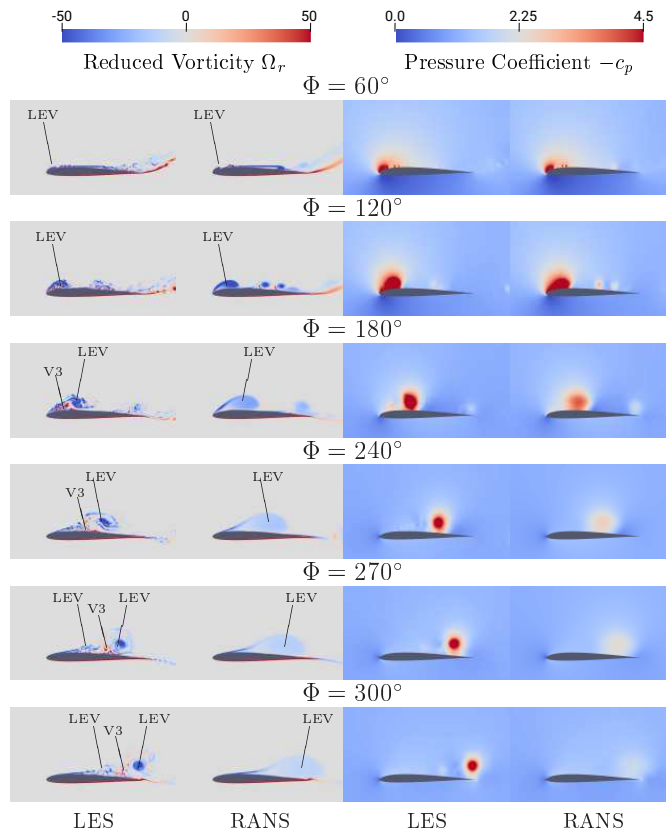 -50 0 50 0.0 2.25 4.5
Reduced Vorticity Ωr Pressure Coefficient −cp
Φ = 60°
LEV LEV
Φ = 120°
LEV LEV
Φ = 180°
LEV LEV
V3
Φ = 240°
LEV LEV
V3
Φ = 270°
LEV LEV LEV
V3
Φ = 300°
LEV LEV LEV
V3
LES RANS LES RANS